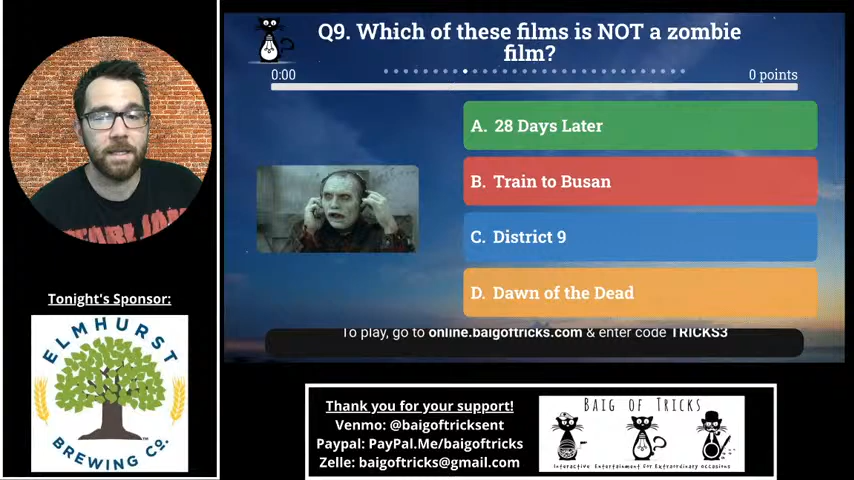 Q9. Which of these films is NOT a zombie
film?
0:00
0 points
A. 28 Days Later
B. Train to Busan
C. District 9
D. Dawn of the Dead
To play, go to online.baigoftricks.com & enter code TRICKS3
PEARL JAM
Tonight's Sponsor:
ELMHURST
BREWING CO.
Thank you for your support!
Venmo: @baigoftricksent
Paypal: PayPal.Me/baigoftricks
Zelle: baigoftricks@gmail.com
BAIG OF TRICKS
Interactive Entertainment for Extraordinary Occasions